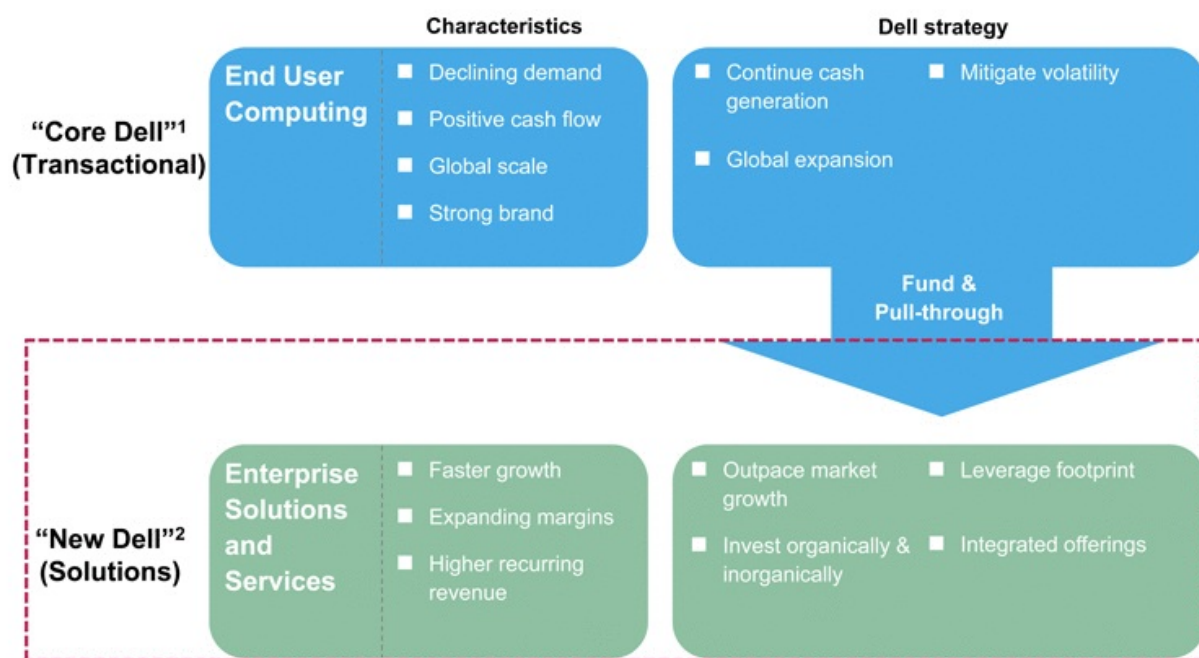 Characteristics
Dell strategy
“Core Dell”1
(Transactional)
End User
Computing
Declining demand
Positive cash flow
Global scale
Strong brand
Continue cash
generation
Global expansion
Mitigate volatility
Fund &
Pull-through
“New Dell”2
(Solutions)
Enterprise
Solutions
and
Services
Faster growth
Expanding margins
Higher recurring
revenue
Outpace market
growth
Invest organically &
inorganically
Leverage footprint
Integrated offerings